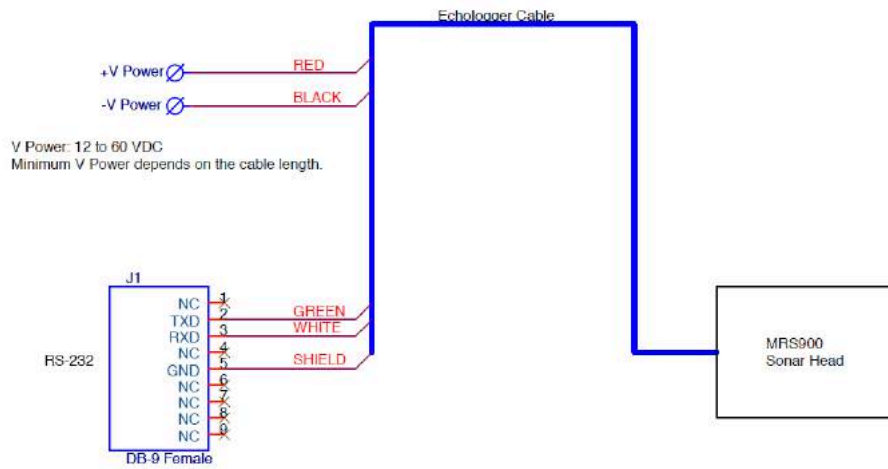 Echologger Cable
+V Power RED
-V Power BLACK
V Power: 12 to 60 VDC
Minimum V Power depends on the cable length.
J1
NC 1
TXD 2 GREEN
RXD 3 WHITE
NC 4
RS-232
GND 5 SHIELD
NC 6
NC 7
NC 8
NC 9
DB-9 Female
MRS900
Sonar Head